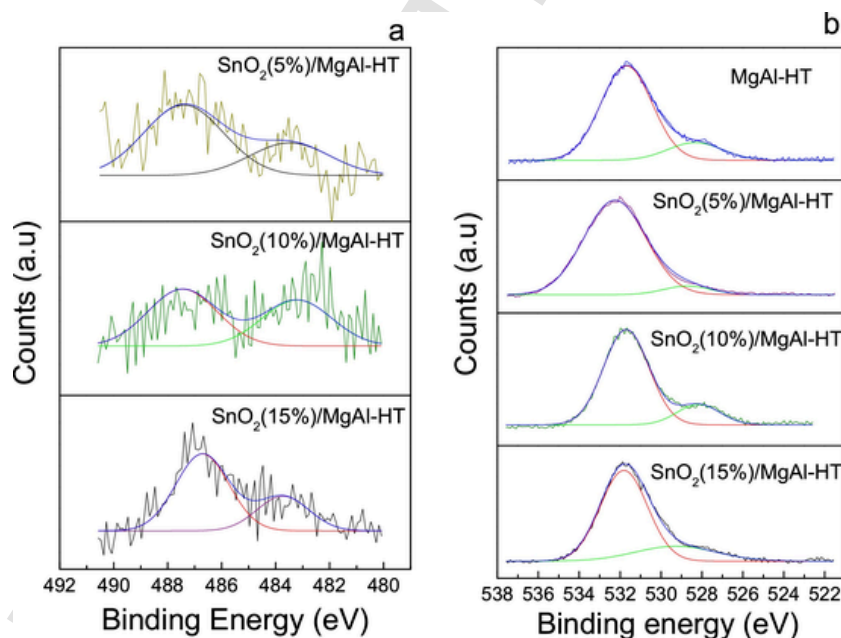 a
SnO2(5%)/MgAl-HT
SnO2(10%)/MgAl-HT
SnO2(15%)/MgAl-HT
Counts (a.u)
492 490 488 486 484 482 480
Binding Energy (eV)
b
MgAl-HT
SnO2(5%)/MgAl-HT
SnO2(10%)/MgAl-HT
SnO2(15%)/MgAl-HT
Counts (a.u)
538 536 534 532 530 528 526 524 522
Binding energy (eV)